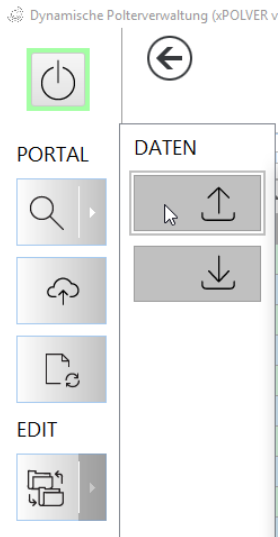 Dynamische Polterverwaltung (xPOLVER v
PORTAL
DATEN
EDIT